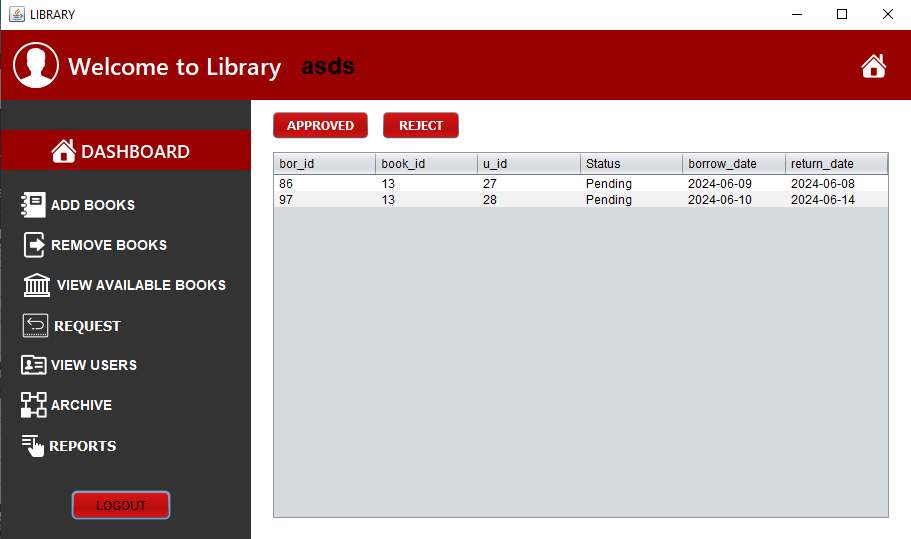 LIBRARY
Welcome to Library asds
DASHBOARD
ADD BOOKS
REMOVE BOOKS
VIEW AVAILABLE BOOKS
REQUEST
VIEW USERS
ARCHIVE
REPORTS
LOGOUT
APPROVED REJECT
bor_id book_id u_id Status borrow_date return_date
86 13 27 Pending 2024-06-09 2024-06-08
97 13 28 Pending 2024-06-10 2024-06-14